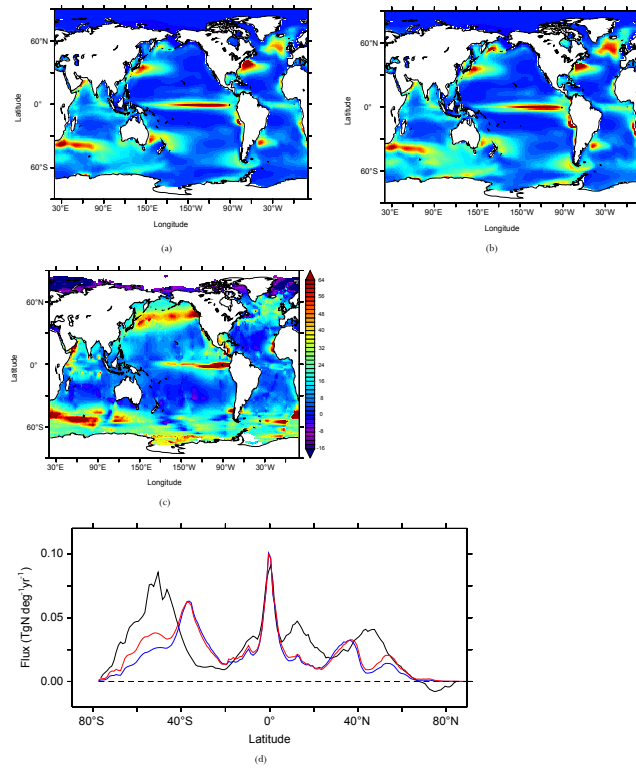 60°N
0°
60°S
Latitude
30°E 90°E 150°E 150°W 90°W 30°W
Longitude
(a)
60°N
0°
60°S
Latitude
30°E 90°E 150°E 150°W 90°W 30°W
Longitude
(b)
60°N
0°
60°S
Latitude
30°E 90°E 150°E 150°W 90°W 30°W
Longitude
64
56
48
40
32
24
16
8
0
-8
-16
(c)
0.10
0.05
0.00
Flux (TgN deg⁻¹yr⁻¹)
80°S 40°S 0° 40°N 80°N
Latitude
(d)